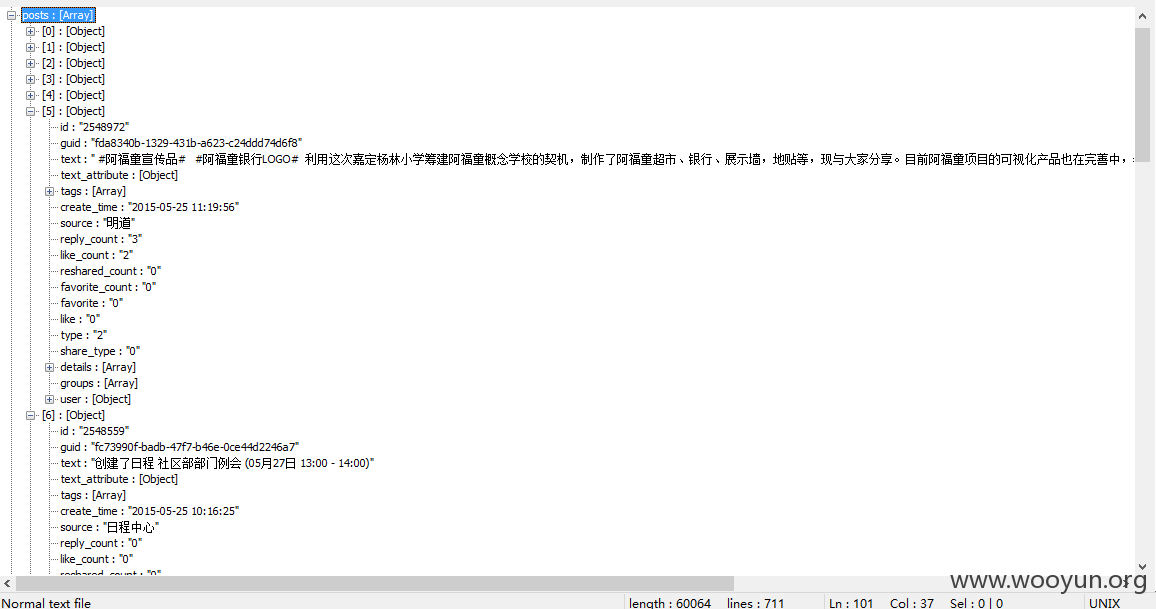 posts : [Array]
[0] : [Object]
[1] : [Object]
[2] : [Object]
[3] : [Object]
[4] : [Object]
[5] : [Object]
id : "2548972"
guid : "fda8340b-1329-431b-a623-c24ddd74d6f8"
text : " #阿福童宣传品#   #阿福童银行LOGO#  利用这次嘉定杨林小学筹建阿福童概念学校的契机，制作了阿福童超市、银行、展示墙，地贴等，现与大家分享。目前阿福童项目的可视化产品也在完善中，
text_attribute : [Object]
tags : [Array]
create_time : "2015-05-25 11:19:56"
source : "明道"
reply_count : "3"
like_count : "2"
reshared_count : "0"
favorite_count : "0"
favorite : "0"
like : "0"
type : "2"
share_type : "0"
details : [Array]
groups : [Array]
user : [Object]
[6] : [Object]
id : "2548559"
guid : "fc73990f-badb-47f7-b46e-0ce44d2246a7"
text : "创建了日程 社区部部门例会 (05月27日 13:00 - 14:00)"
text_attribute : [Object]
tags : [Array]
create_time : "2015-05-25 10:16:25"
source : "日程中心"
reply_count : "0"
like_count : "0"
reshared_count : "0"
www.wooyun.org
Normal text file
length : 60064    lines : 711
Ln : 101    Col : 37    Sel : 0 | 0
UNIX